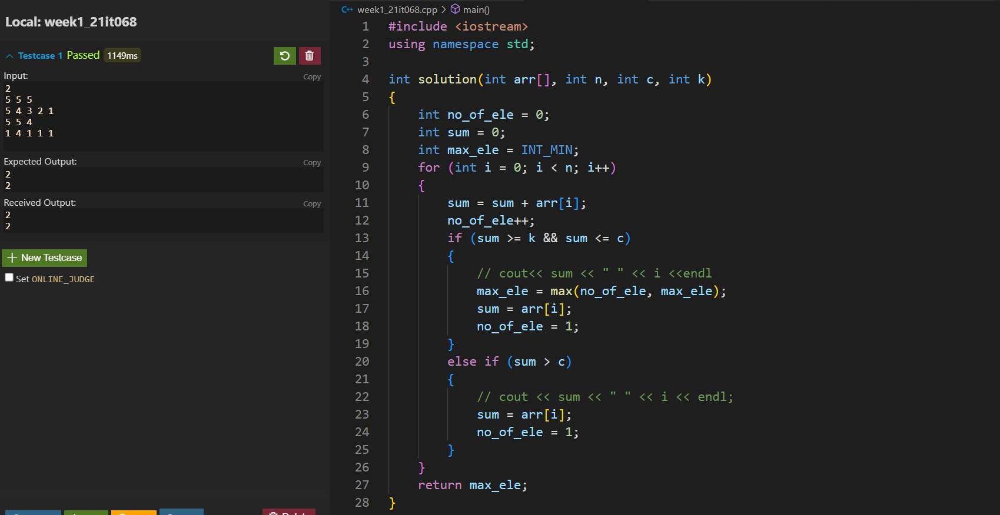 Local: week1_21it068
Testcase 1 Passed 1149ms
Input:
Copy
2
5 5 5
5 4 3 2 1
5 5 4
1 4 1 1 1
Expected Output:
Copy
2
2
Received Output:
Copy
2
2
+ New Testcase
Set ONLINE_JUDGE
C++ week1_21it068.cpp > main()
1 #include <iostream>
2 using namespace std;
3
4 int solution(int arr[], int n, int c, int k)
5 {
6 int no_of_ele = 0;
7 int sum = 0;
8 int max_ele = INT_MIN;
9 for (int i = 0; i < n; i++)
10 {
11 sum = sum + arr[i];
12 no_of_ele++;
13 if (sum >= k && sum <= c)
14 {
15 // cout<< sum << " " << i <<endl
16 max_ele = max(no_of_ele, max_ele);
17 sum = arr[i];
18 no_of_ele = 1;
19 }
20 else if (sum > c)
21 {
22 // cout << sum << " " << i << endl;
23 sum = arr[i];
24 no_of_ele = 1;
25 }
26 }
27 return max_ele;
28 }